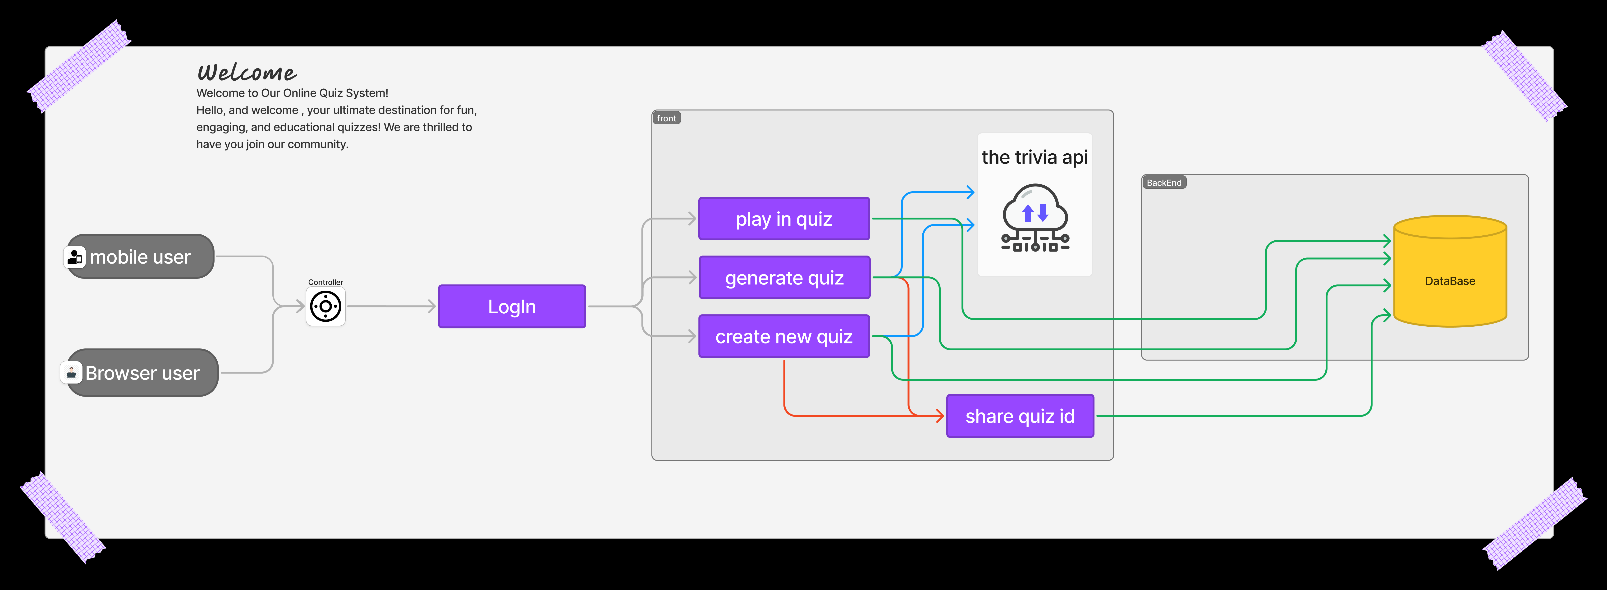 Welcome
Welcome to Our Online Quiz System!
Hello, and welcome , your ultimate destination for fun,
engaging, and educational quizzes! We are thrilled to
have you join our community.
mobile user
Browser user
Controller
LogIn
front
play in quiz
generate quiz
create new quiz
the trivia api
share quiz id
BackEnd
DataBase